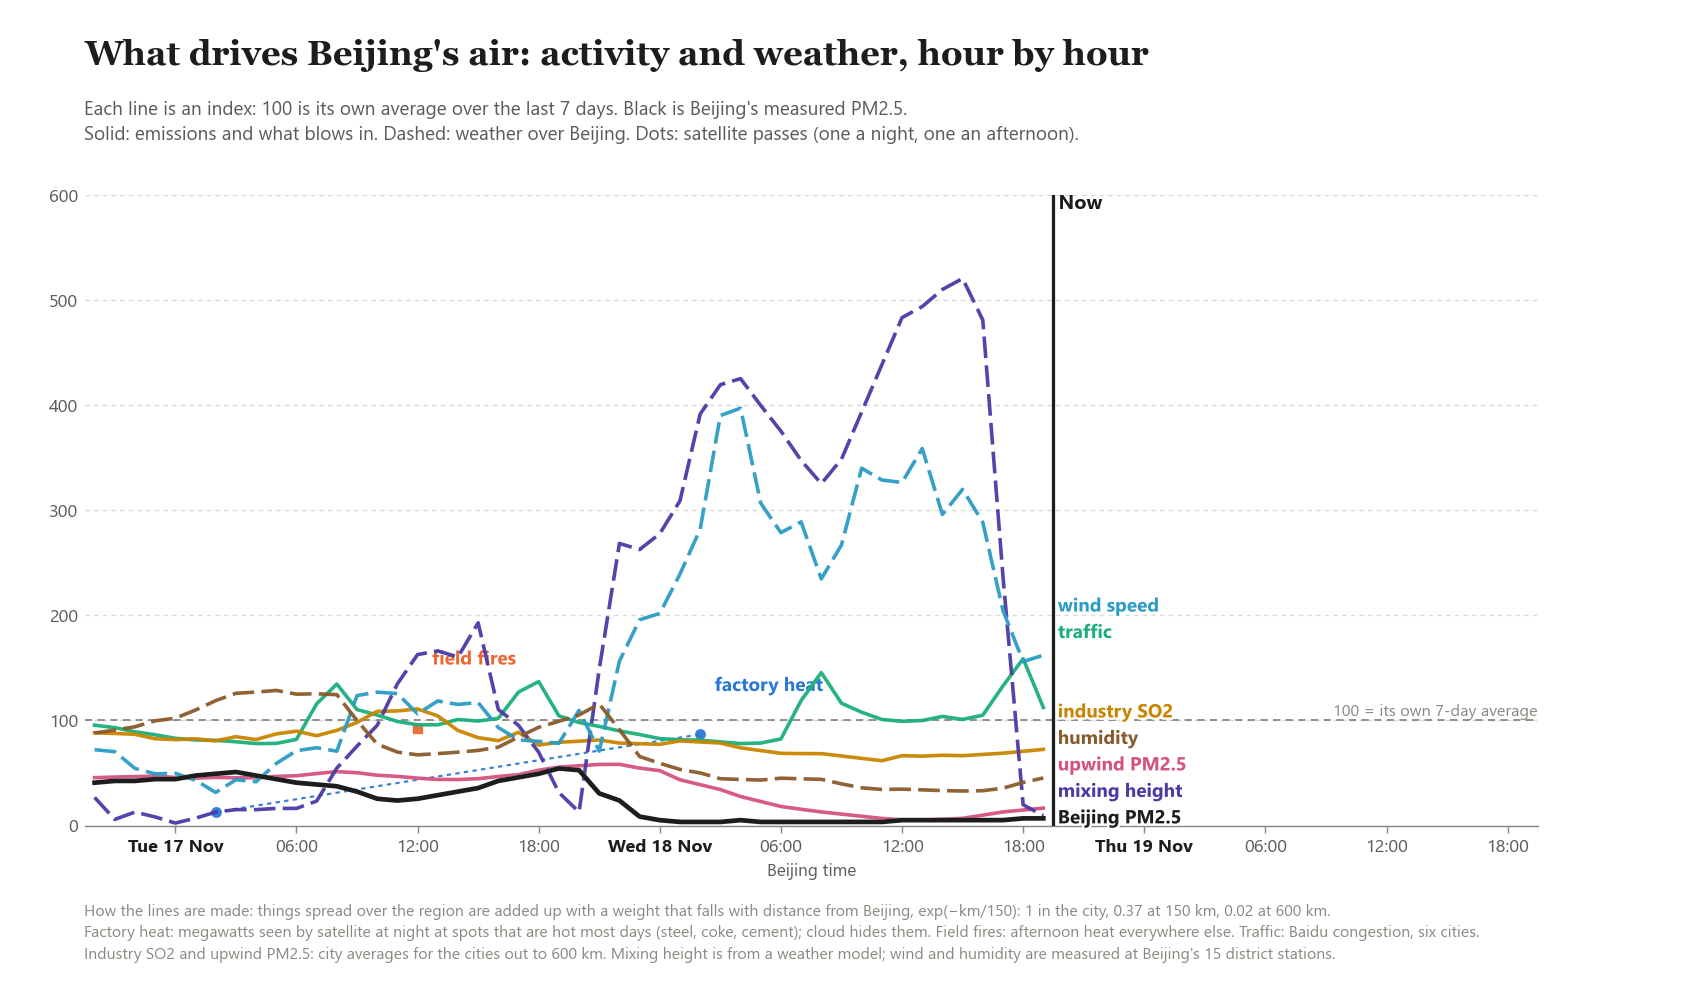 What drives Beijing's air: activity and weather, hour by hour
Each line is an index: 100 is its own average over the last 7 days. Black is Beijing's measured PM2.5.
Solid: emissions and what blows in. Dashed: weather over Beijing. Dots: satellite passes (one a night, one an afternoon).
600
Now
500
400
300
200
100
0
wind speed
traffic
field fires
factory heat
industry SO2
100 = its own 7-day average
humidity
upwind PM2.5
mixing height
Beijing PM2.5
Tue 17 Nov 06:00 12:00 18:00 Wed 18 Nov 06:00 12:00 18:00 Thu 19 Nov 06:00 12:00 18:00
Beijing time
How the lines are made: things spread over the region are added up with a weight that falls with distance from Beijing, exp(−km/150): 1 in the city, 0.37 at 150 km, 0.02 at 600 km.
Factory heat: megawatts seen by satellite at night at spots that are hot most days (steel, coke, cement); cloud hides them. Field fires: afternoon heat everywhere else. Traffic: Baidu congestion, six cities.
Industry SO2 and upwind PM2.5: city averages for the cities out to 600 km. Mixing height is from a weather model; wind and humidity are measured at Beijing's 15 district stations.